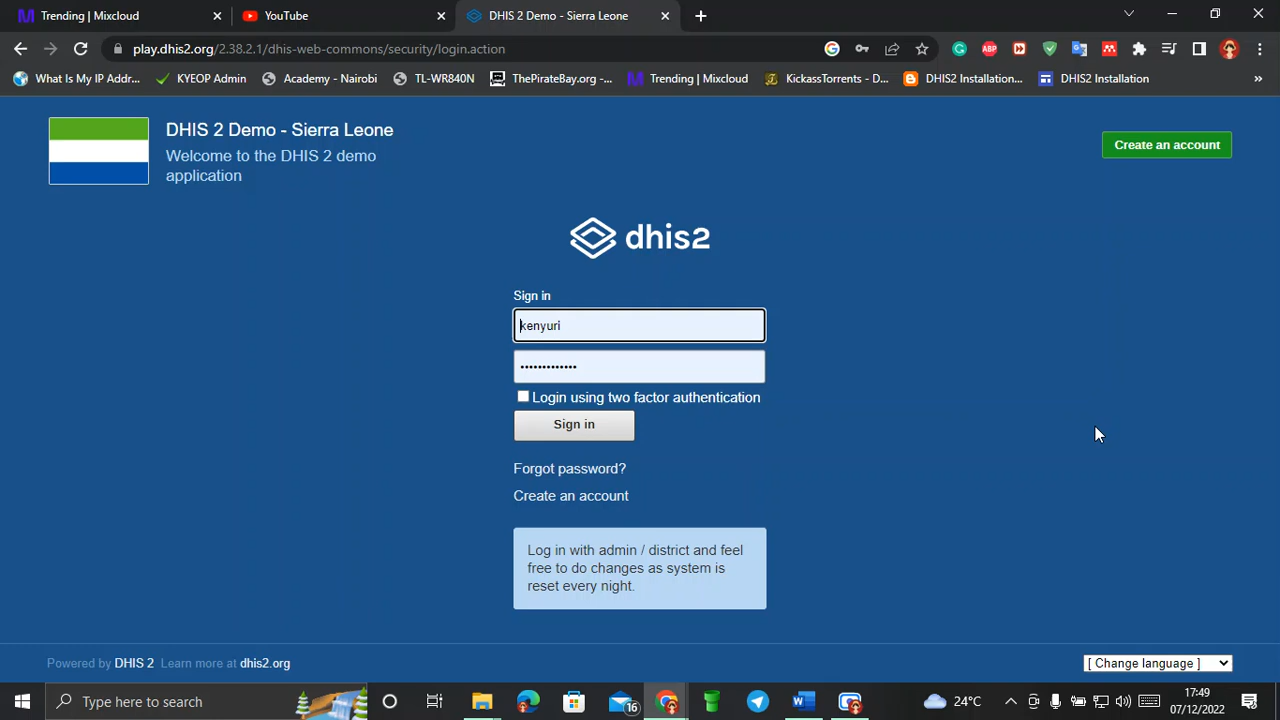 Trending | Mixcloud
YouTube
DHIS 2 Demo - Sierra Leone
play.dhis2.org/2.38.2.1/dhis-web-commons/security/login.action
What Is My IP Addr...
KYEOP Admin
Academy - Nairobi
TL-WR840N
ThePirateBay.org -...
Trending | Mixcloud
KickassTorrents - D...
DHIS2 Installation...
DHIS2 Installation
DHIS 2 Demo - Sierra Leone
Welcome to the DHIS 2 demo
application
Create an account
dhis2
Sign in
kenyuri
•••••••••••••
Login using two factor authentication
Sign in
Forgot password?
Create an account
Log in with admin / district and feel
free to do changes as system is
reset every night.
Powered by DHIS 2 Learn more at dhis2.org
[ Change language ]
Type here to search
16
24°C
17:49
07/12/2022